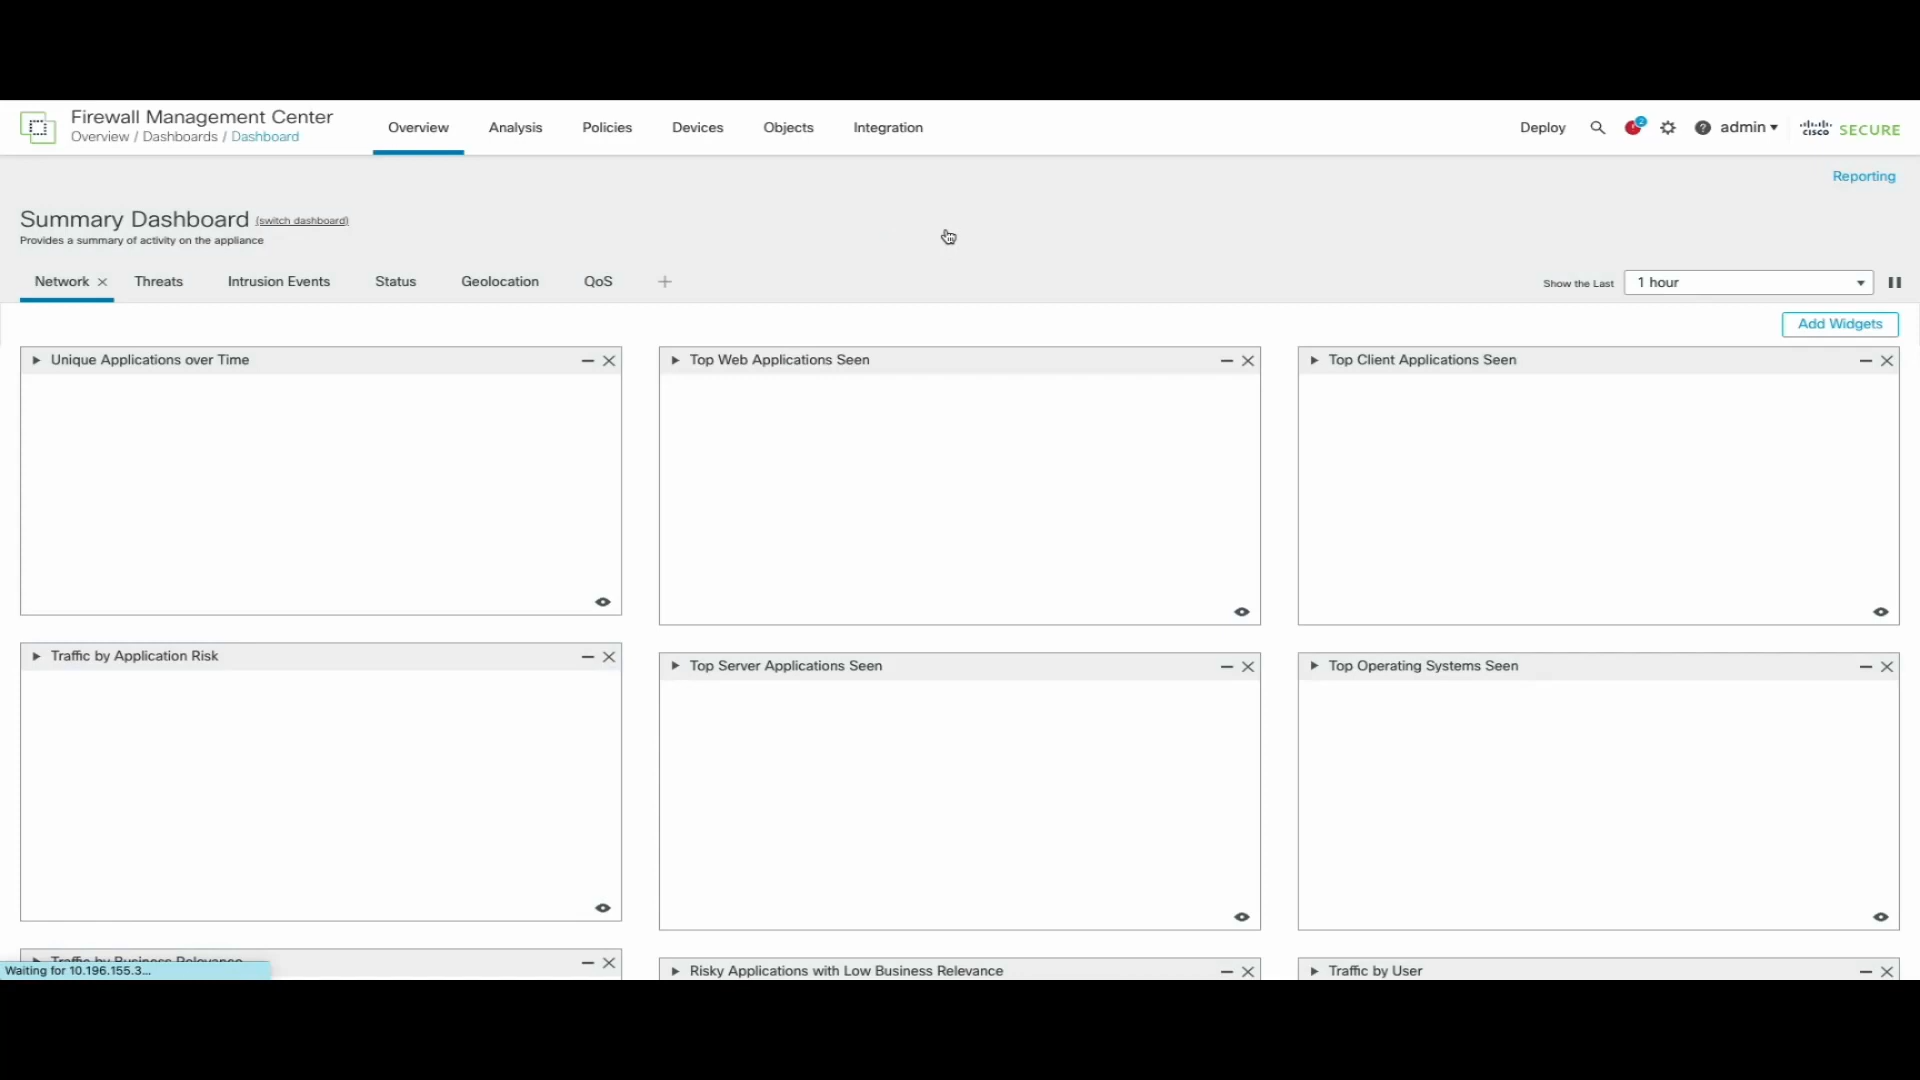 Firewall Management Center
Overview / Dashboards / Dashboard
Overview
Analysis
Policies
Devices
Objects
Integration
Deploy
2
admin
cisco SECURE
Reporting
Summary Dashboard (switch dashboard)
Provides a summary of activity on the appliance
Network
Threats
Intrusion Events
Status
Geolocation
QoS
Show the Last
1 hour
Add Widgets
Unique Applications over Time
Top Web Applications Seen
Top Client Applications Seen
Traffic by Application Risk
Top Server Applications Seen
Top Operating Systems Seen
Traffic by Business Relevance
Risky Applications with Low Business Relevance
Traffic by User
Waiting for 10.196.155.3...